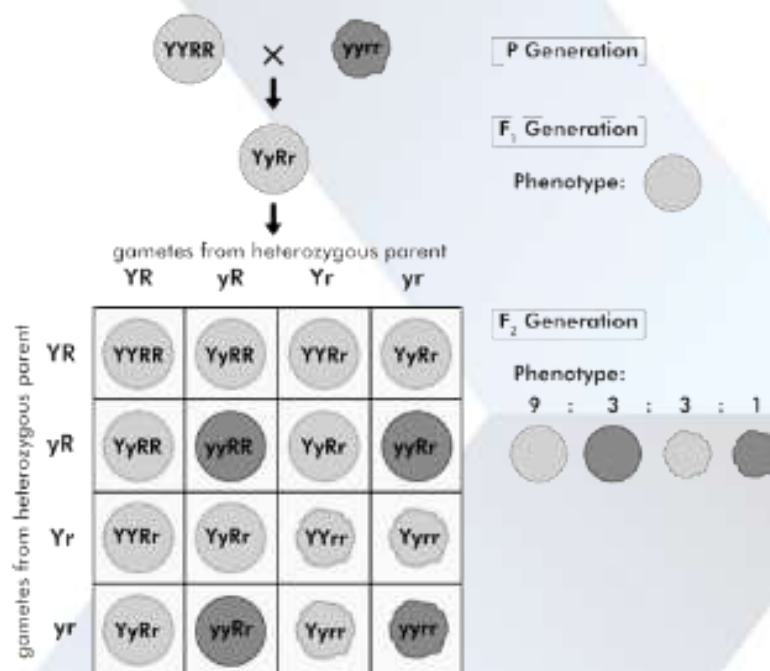 YYRR × yyrr
P Generation
YyRr
F₁ Generation
Phenotype:
gametes from heterozygous parent
YR yR Yr yr
gametes from heterozygous parent
YR YYRR YyRR YYRr YyRr
yR YyRR yyRR YyRr yyRr
Yr YYRr YyRr YYrr Yyrr
yr YyRr yyRr Yyrr yyrr
F₂ Generation
Phenotype:
9 : 3 : 3 : 1